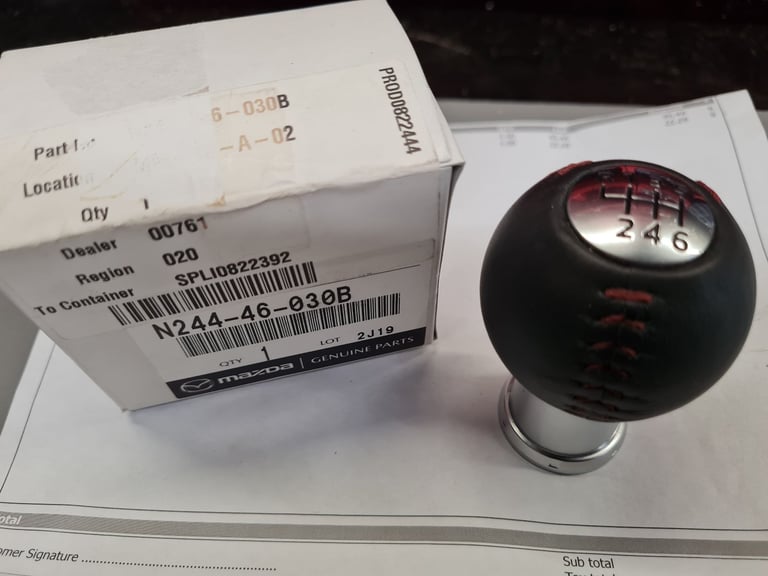 6-030B
PROD0822444
Part
-A-02
Qty 1
Dealer 00761
Region 020
To Container SPLI0822392
N244-46-030B
QTY 1 LOT 2J19
mazda GENUINE PARTS
2 4 6
Signature
Sub total